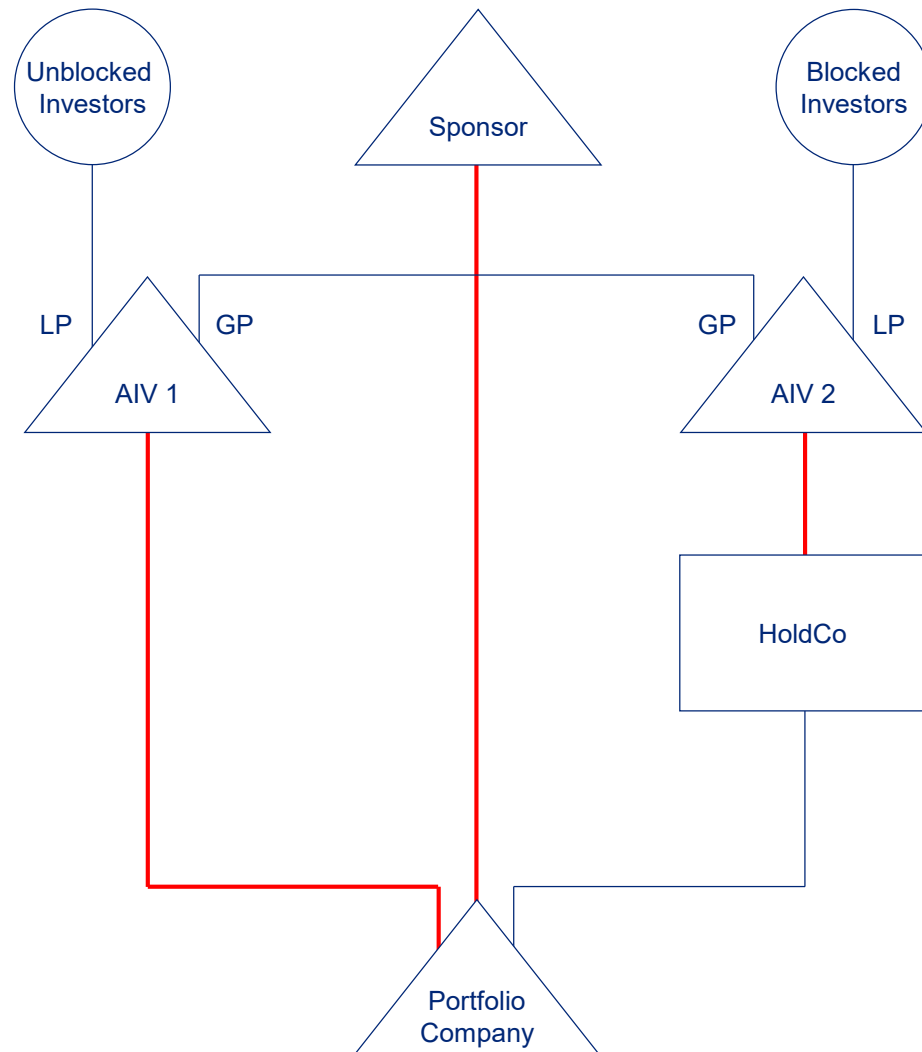 Unblocked
Investors
Sponsor
Blocked
Investors
LP
GP
GP
LP
AIV 1
AIV 2
HoldCo
Portfolio
Company